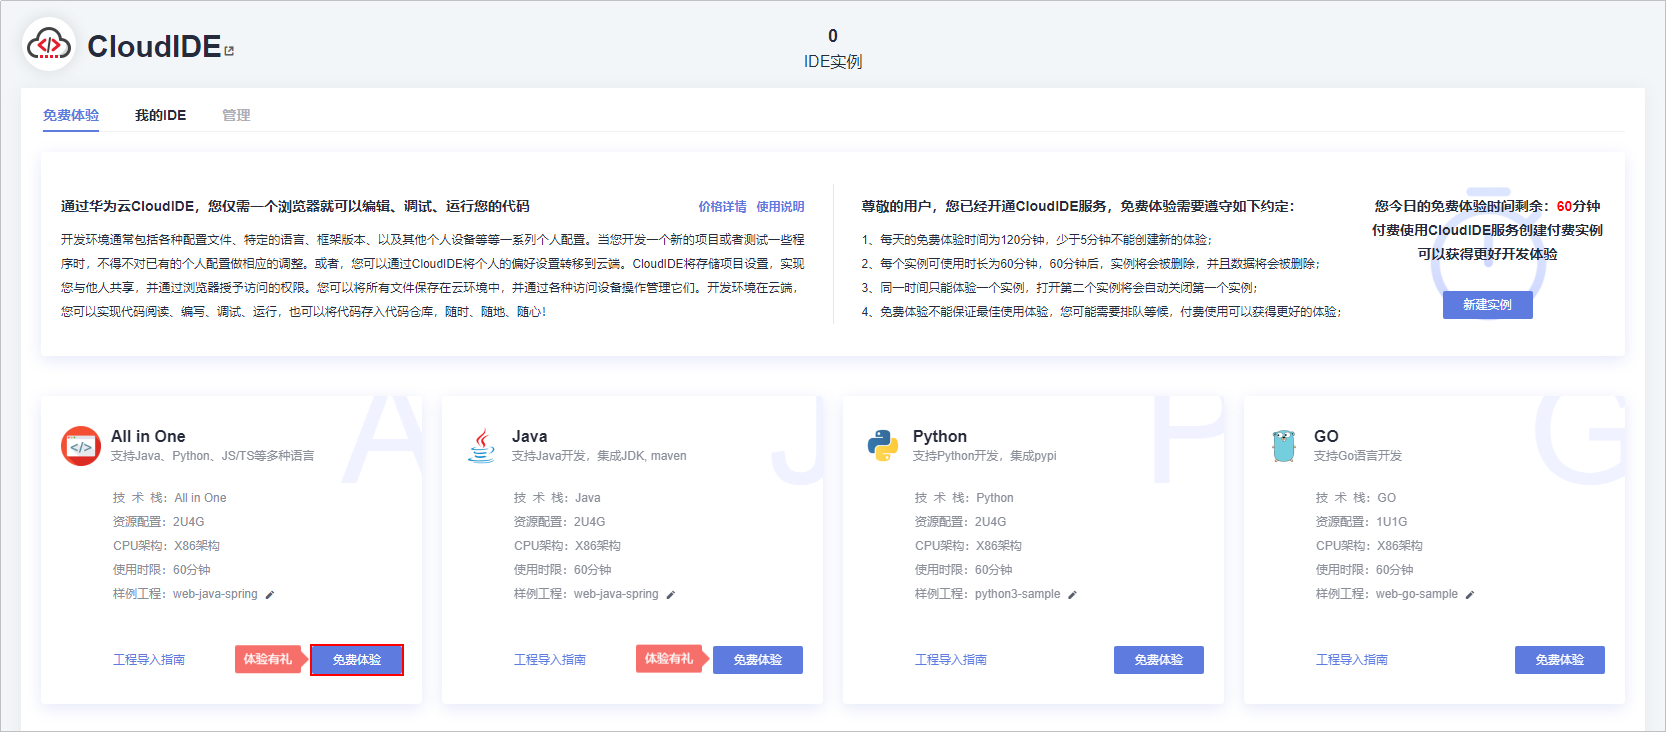 CloudIDE
0
IDE实例
免费体验 我的IDE 管理
通过华为云CloudIDE，您仅需一个浏览器就可以编辑、调试、运行您的代码 价格详情 使用说明
开发环境通常包括各种配置文件、特定的语言、框架版本、以及其他个人设备等等一系列个人配置。当您开发一个新的项目或者测试一些程
序时，不得不对已有的个人配置做相应的调整。或者，您可以通过CloudIDE将个人的偏好设置转移到云端。CloudIDE将存储项目设置，实现
您与他人共享，并通过浏览器授予访问的权限。您可以将所有文件保存在云环境中，并通过各种访问设备操作管理它们。开发环境在云端，
您可以实现代码阅读、编写、调试、运行，也可以将代码存入代码仓库，随时、随地、随心！
尊敬的用户，您已经开通CloudIDE服务，免费体验需要遵守如下约定：
1、每天的免费体验时间为120分钟，少于5分钟不能创建新的体验；
2、每个实例可使用时长为60分钟，60分钟后，实例将会被删除，并且数据将会被删除；
3、同一时间只能体验一个实例，打开第二个实例将会自动关闭第一个实例；
4、免费体验不能保证最佳使用体验，您可能需要排队等候，付费使用可以获得更好的体验；
您今日的免费体验时间剩余：60分钟
付费使用CloudIDE服务创建付费实例
可以获得更好开发体验
新建实例
A
All in One
支持Java、Python、JS/TS等多种语言
技 术 栈：All in One
资源配置：2U4G
CPU架构：X86架构
使用时限：60分钟
样例工程：web-java-spring
工程导入指南 体验有礼 免费体验
J
Java
支持Java开发，集成JDK, maven
技 术 栈：Java
资源配置：2U4G
CPU架构：X86架构
使用时限：60分钟
样例工程：web-java-spring
工程导入指南 体验有礼 免费体验
P
Python
支持Python开发，集成pypi
技 术 栈：Python
资源配置：2U4G
CPU架构：X86架构
使用时限：60分钟
样例工程：python3-sample
工程导入指南 免费体验
G
GO
支持Go语言开发
技 术 栈：GO
资源配置：1U1G
CPU架构：X86架构
使用时限：60分钟
样例工程：web-go-sample
工程导入指南 免费体验